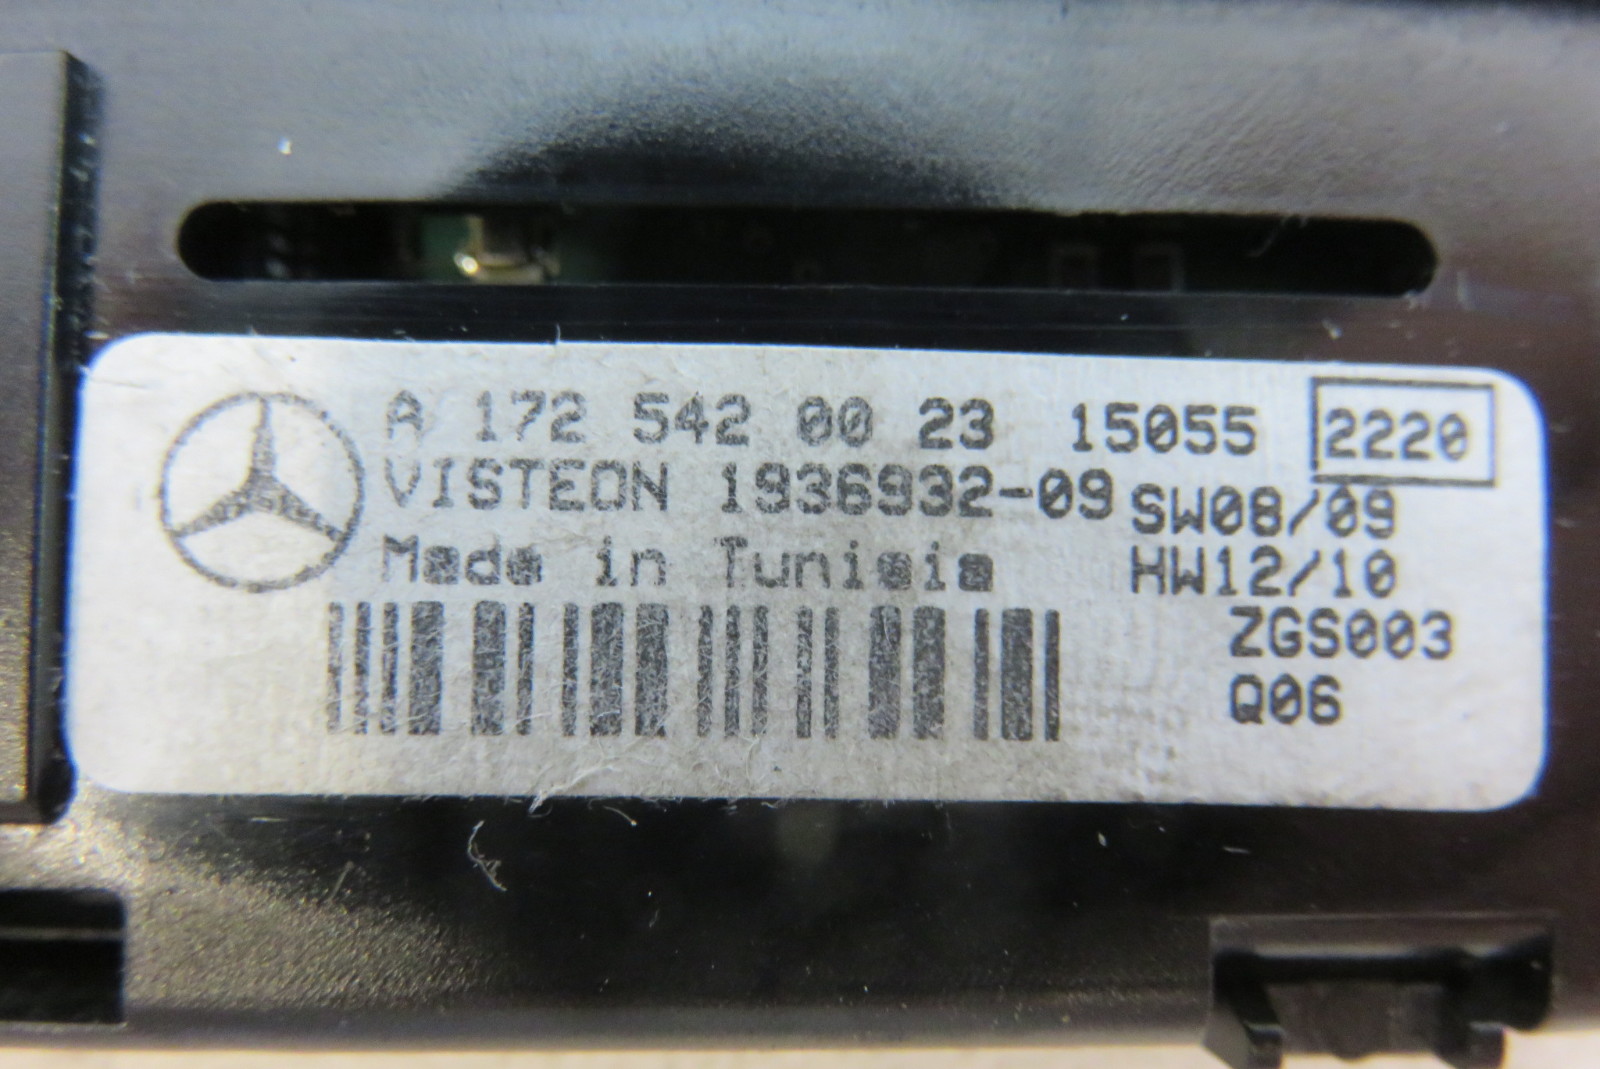 A 172 542 00 23 15055 2220
VISTEON 1936932-09 SW08/09
Made in Tunisia HW12/10
ZGS003
Q06